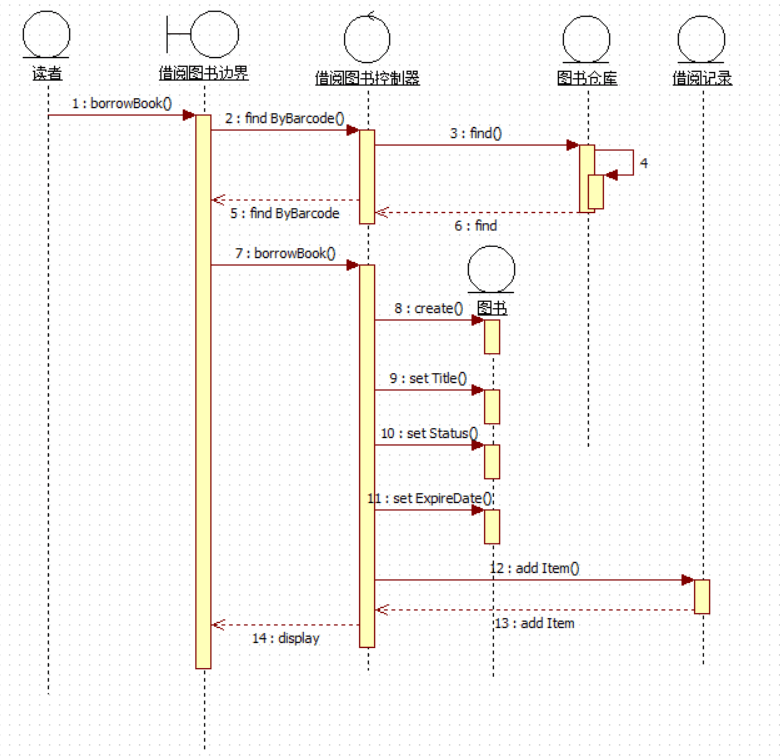 读者
借阅图书边界
借阅图书控制器
图书仓库
借阅记录
1 : borrowBook()
2 : find ByBarcode()
3 : find()
4
5 : find ByBarcode
6 : find
7 : borrowBook()
图书
8 : create()
9 : set Title()
10 : set Status()
11 : set ExpireDate()
12 : add Item()
13 : add Item
14 : display